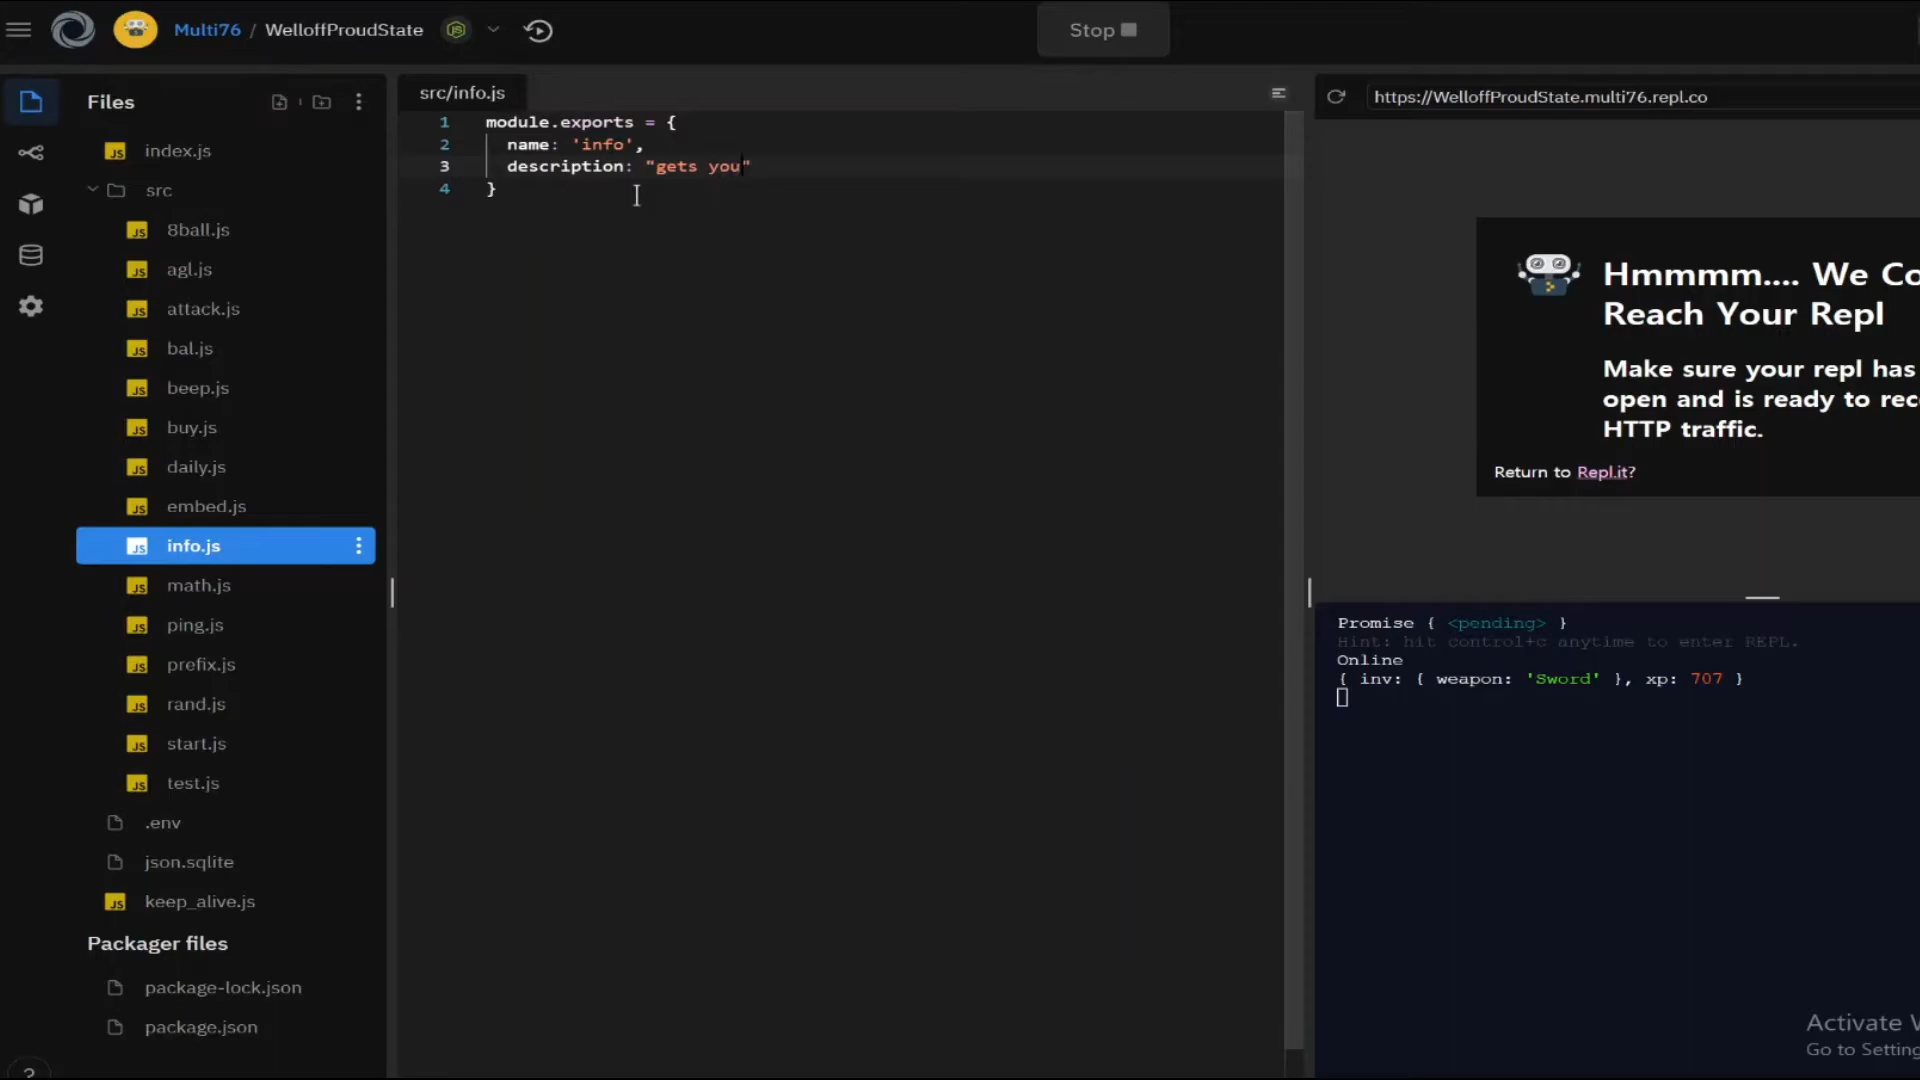 Multi76 / WelloffProudState
Stop
Files
index.js
src
8ball.js
agl.js
attack.js
bal.js
beep.js
buy.js
daily.js
embed.js
info.js
math.js
ping.js
prefix.js
rand.js
start.js
test.js
.env
json.sqlite
keep_alive.js
Packager files
package-lock.json
package.json
?
src/info.js
1 module.exports = {
2 name: 'info',
3 description: "gets you"
4 }
https://WelloffProudState.multi76.repl.co
Hmmmm.... We Co
Reach Your Repl
Make sure your repl has
open and is ready to rec
HTTP traffic.
Return to Repl.it?
Promise { <pending> }
Hint: hit control+c anytime to enter REPL.
Online
{ inv: { weapon: 'Sword' }, xp: 707 }
Activate W
Go to Setting